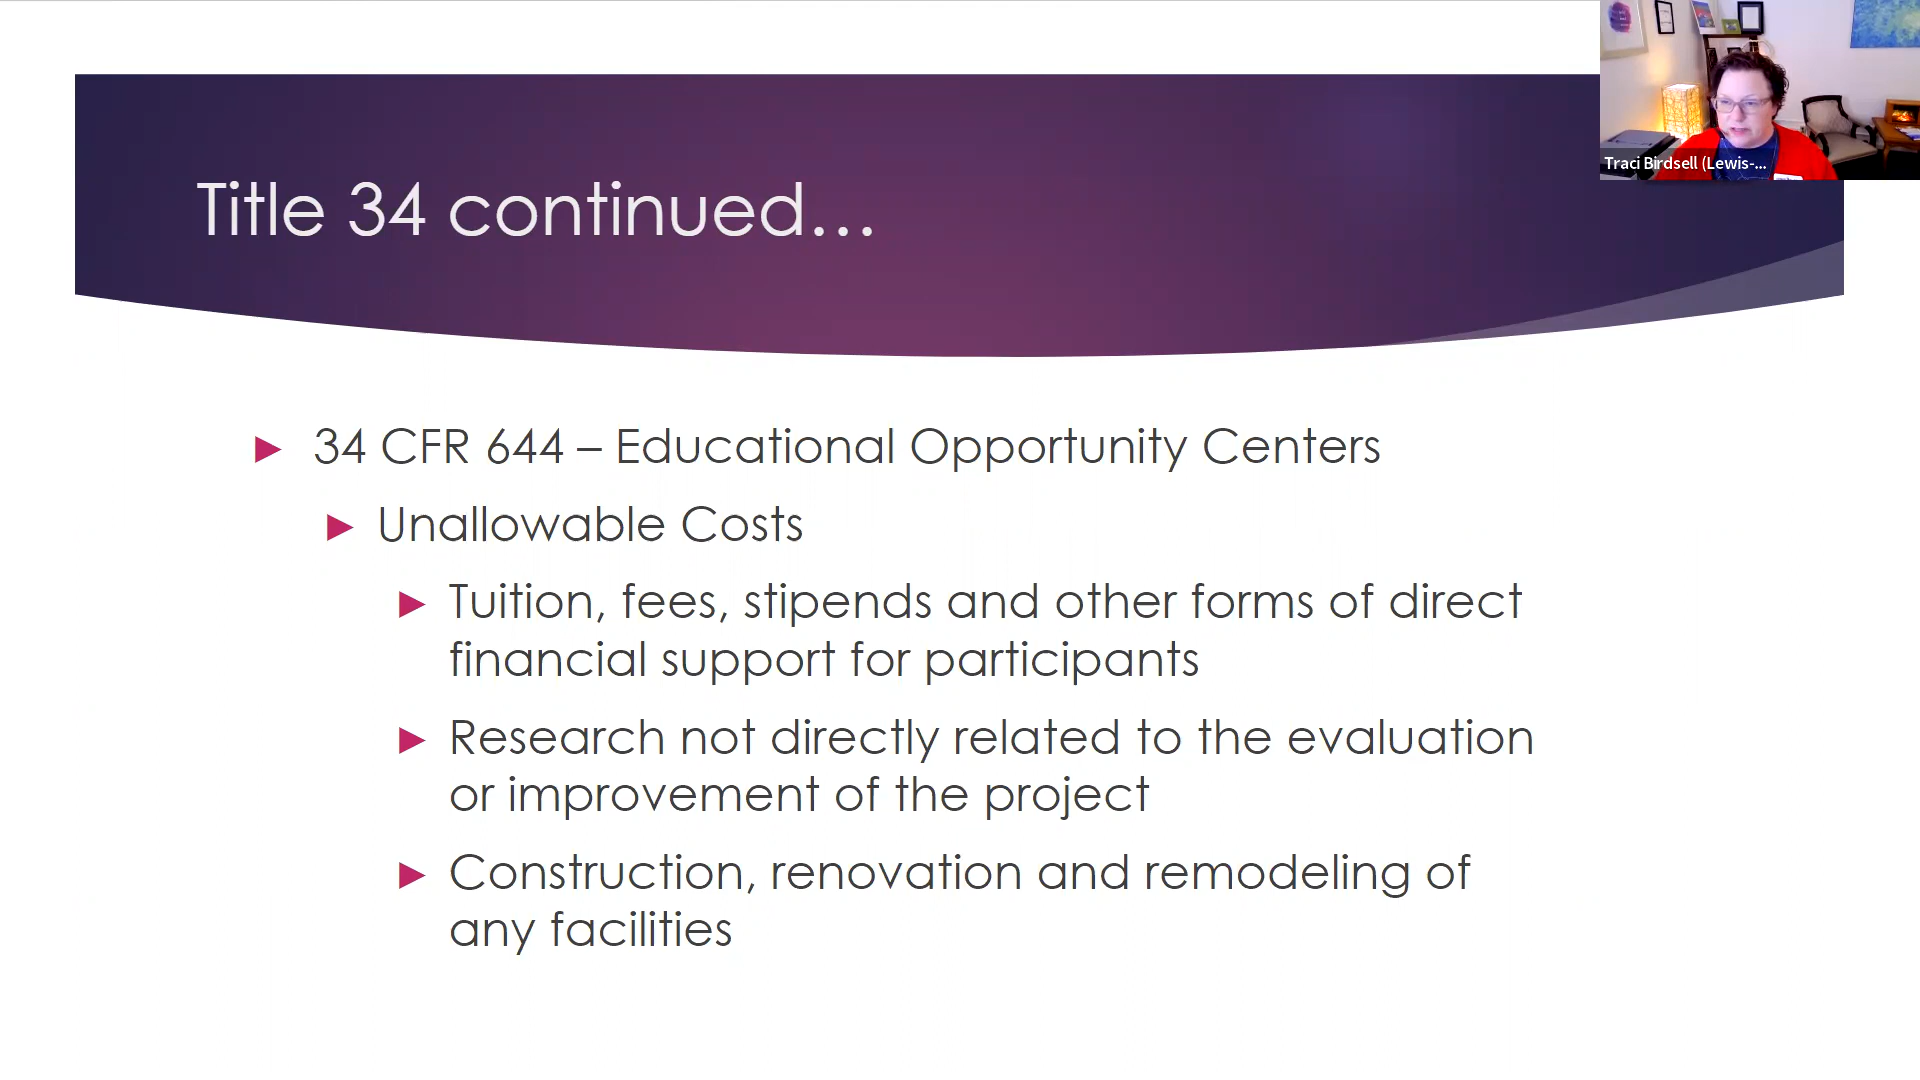 Title 34 continued…
Traci Birdsell (Lewis-...
► 34 CFR 644 – Educational Opportunity Centers
► Unallowable Costs
► Tuition, fees, stipends and other forms of direct
financial support for participants
► Research not directly related to the evaluation
or improvement of the project
► Construction, renovation and remodeling of
any facilities